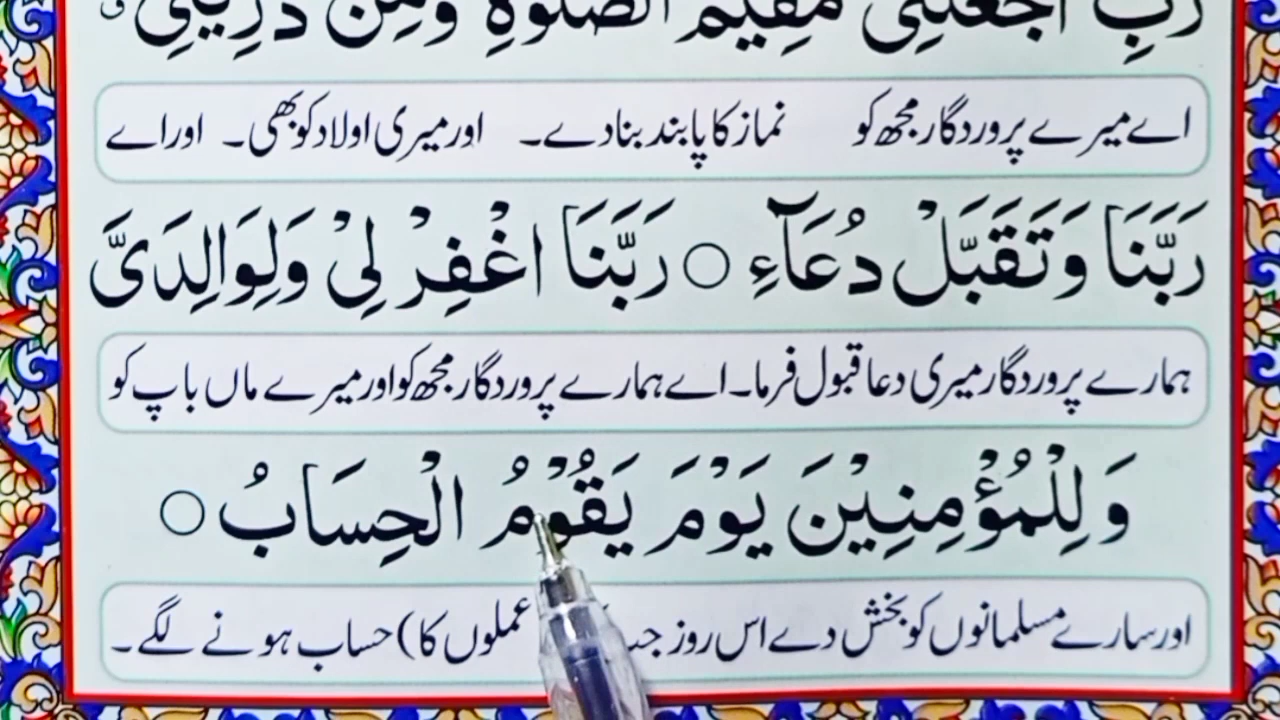 رَبِّ اجْعَلْنِيْ مُقِيْمَ الصَّلٰوةِ وَمِنْ ذُرِّيَّتِيْ
اے میرے پروردگار مجھ کو نماز کا پابند بنا دے۔ اور میری اولاد کو بھی۔ اور اے
رَبَّنَا وَتَقَبَّلْ دُعَآءِ ○ رَبَّنَا اغْفِرْ لِيْ وَلِوَالِدَيَّ
ہمارے پروردگار میری دعا قبول فرما۔ اے ہمارے پروردگار مجھ کو اور میرے ماں باپ کو
وَلِلْمُؤْمِنِيْنَ يَوْمَ يَقُوْمُ الْحِسَابُ ○
اور سارے مسلمانوں کو بخش دے اس روز عملوں کا) حساب ہونے لگے۔